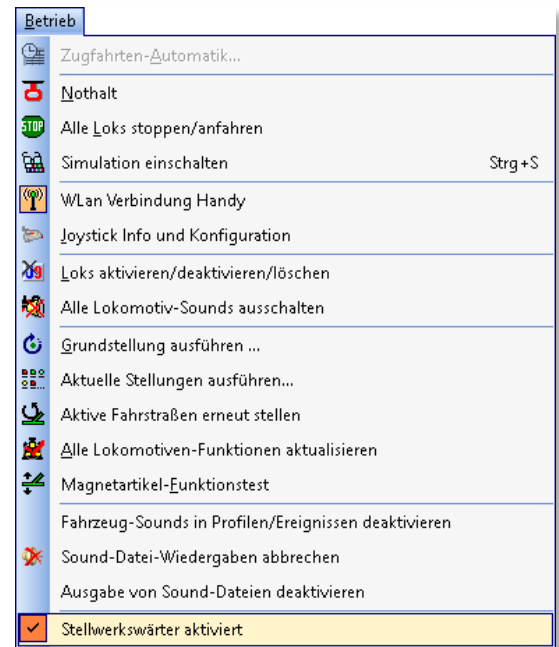 Betrieb
Zugfahrten-Automatik...
Nothalt
STOP Alle Loks stoppen/anfahren
Simulation einschalten Strg+S
WLan Verbindung Handy
Joystick Info und Konfiguration
Loks aktivieren/deaktivieren/löschen
Alle Lokomotiv-Sounds ausschalten
Grundstellung ausführen ...
Aktuelle Stellungen ausführen...
Aktive Fahrstraßen erneut stellen
Alle Lokomotiven-Funktionen aktualisieren
Magnetartikel-Funktionstest
Fahrzeug-Sounds in Profilen/Ereignissen deaktivieren
Sound-Datei-Wiedergaben abbrechen
Ausgabe von Sound-Dateien deaktivieren
Stellwerkswärter aktiviert